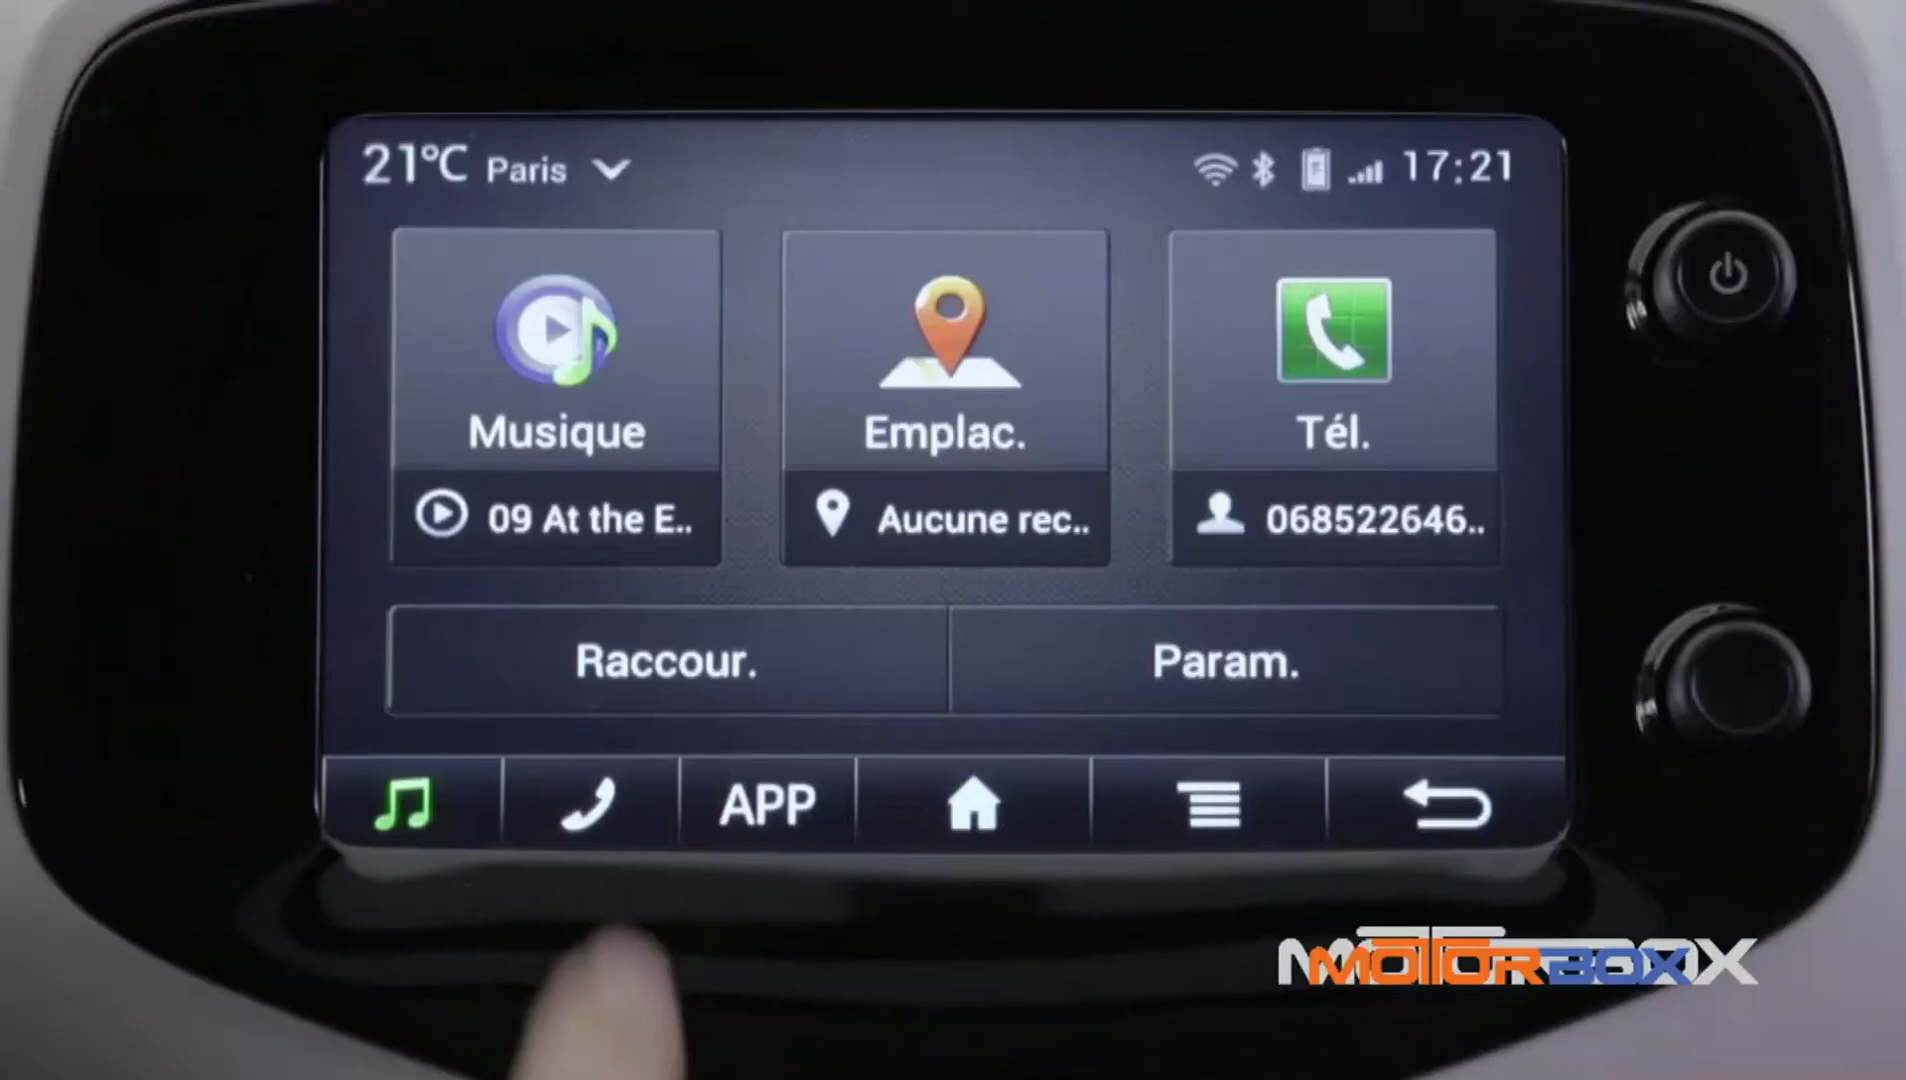 21°C Paris 17:21
Musique Emplac. Tél.
09 At the E.. Aucune rec.. 068522646..
Raccour. Param.
APP
MOTORBOX